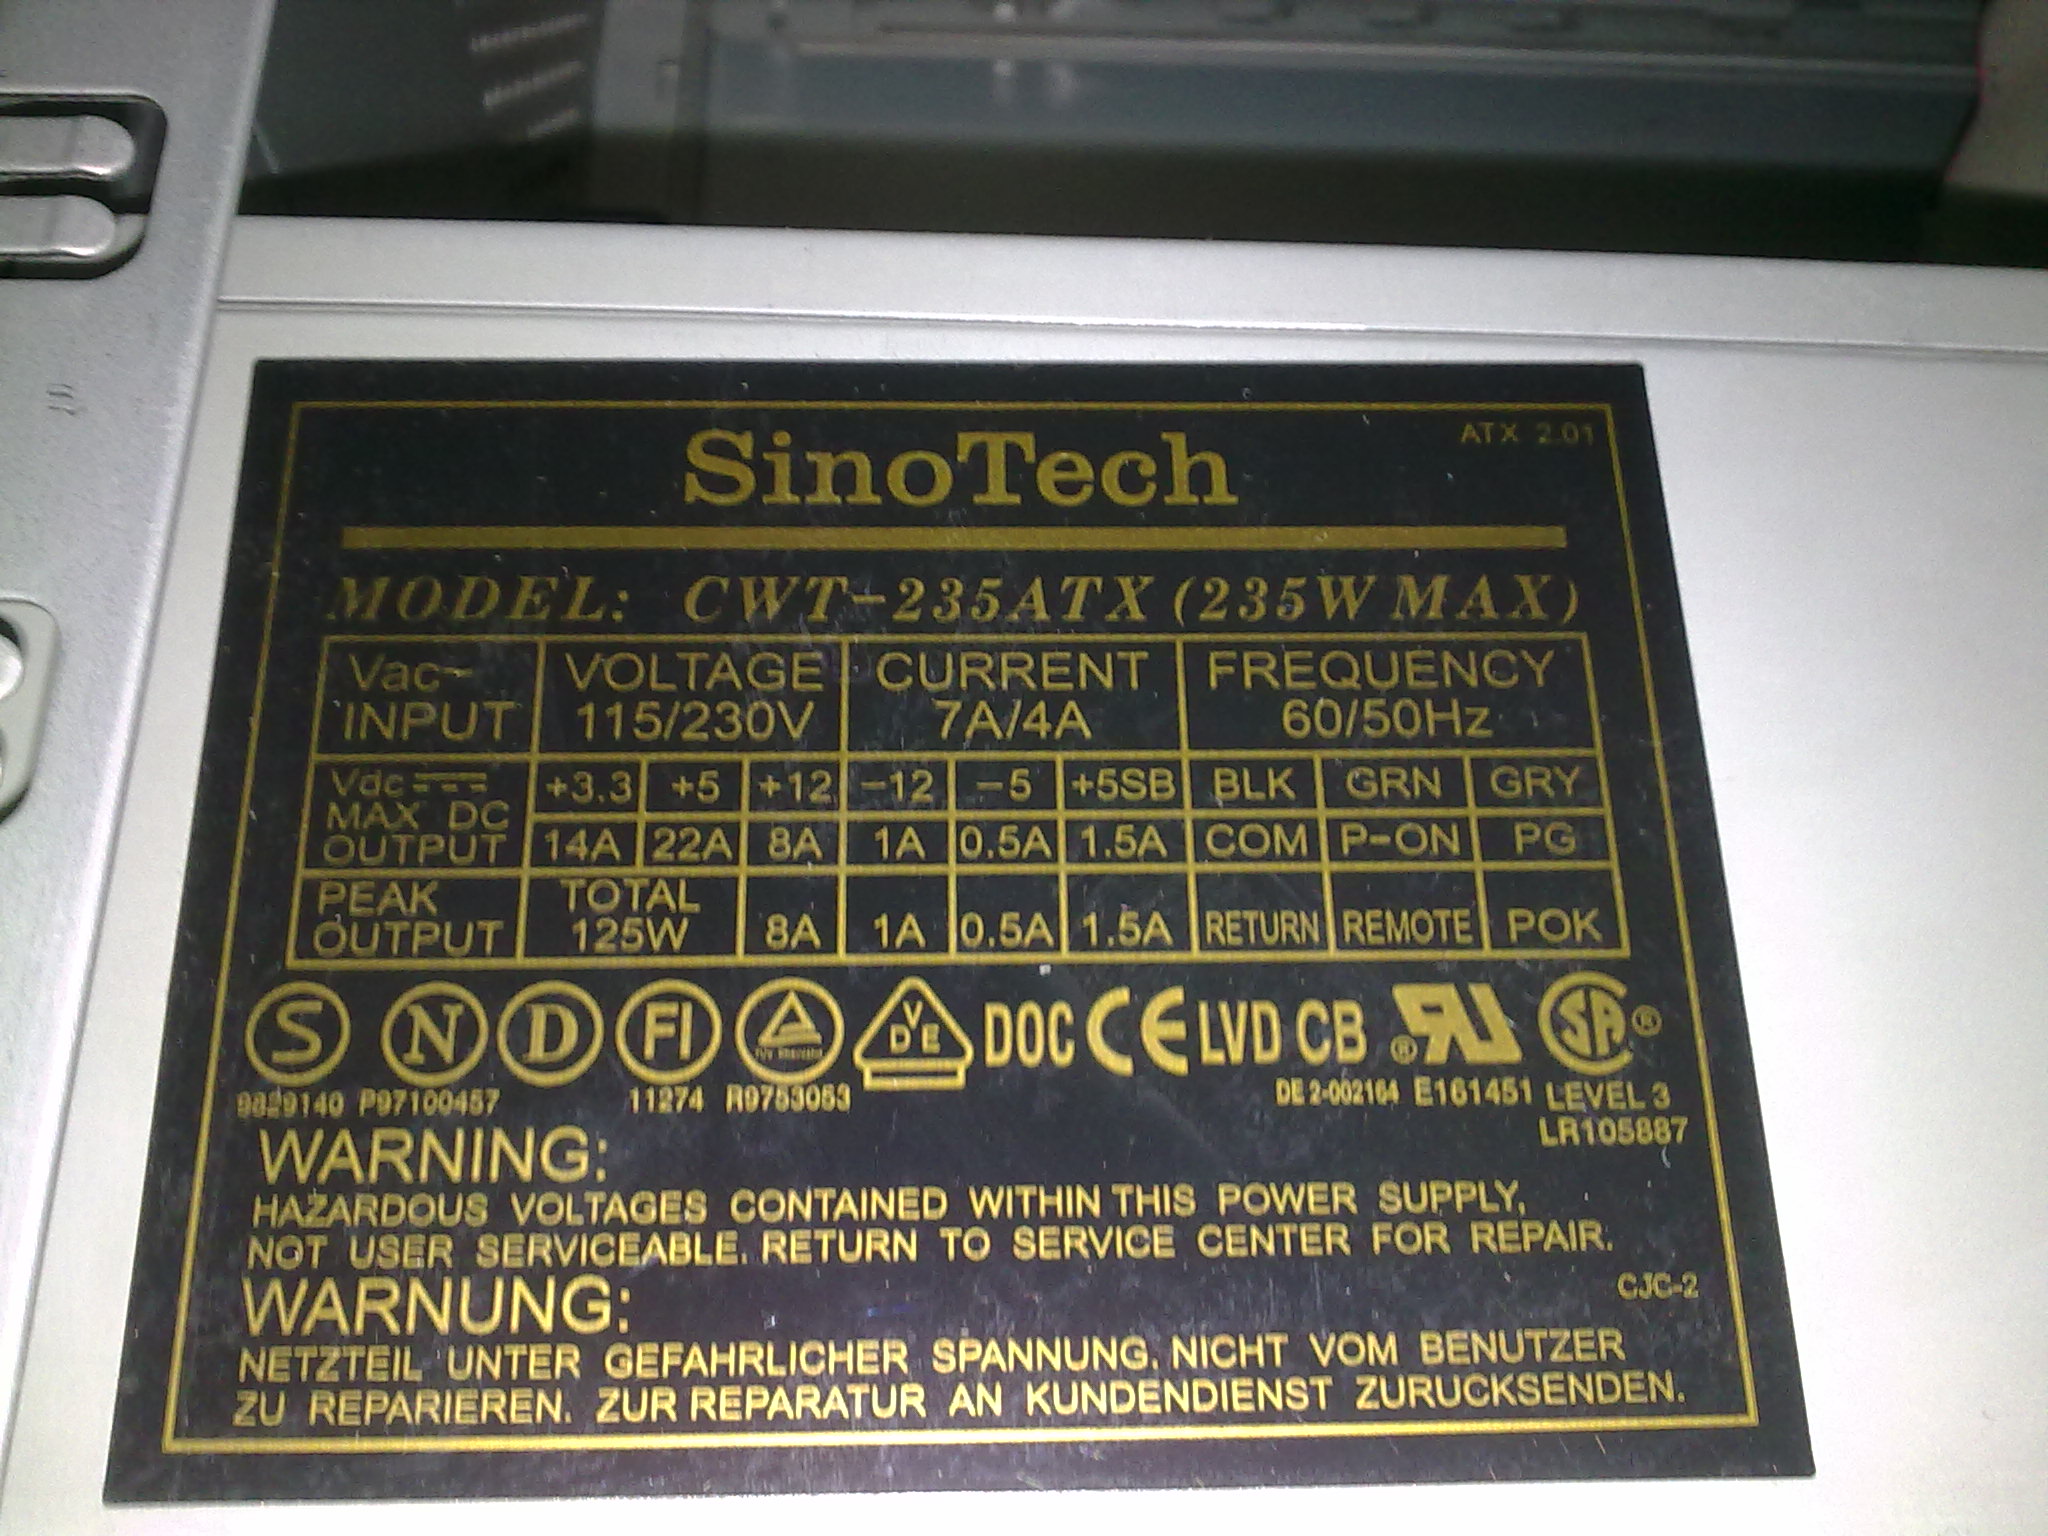 SinoTech
ATX 2.01
MODEL: CWT-235ATX (235W MAX)
Vac~ VOLTAGE CURRENT FREQUENCY
INPUT 115/230V 7A/4A 60/50Hz
Vdc +3.3 +5 +12 -12 -5 +5SB BLK GRN GRY
MAX DC
OUTPUT 14A 22A 8A 1A 0.5A 1.5A COM P-ON PG
PEAK TOTAL
OUTPUT 125W 8A 1A 0.5A 1.5A RETURN REMOTE POK
S N D FI VDE DOC CE LVD CB ® RU SA ®
9829140 P97100457 11274 R9753053 DE 2-002164 E161451 LEVEL 3
LR105887
WARNING:
HAZARDOUS VOLTAGES CONTAINED WITHIN THIS POWER SUPPLY,
NOT USER SERVICEABLE. RETURN TO SERVICE CENTER FOR REPAIR.
CJC-2
WARNUNG:
NETZTEIL UNTER GEFAHRLICHER SPANNUNG. NICHT VOM BENUTZER
ZU REPARIEREN. ZUR REPARATUR AN KUNDENDIENST ZURUCKSENDEN.